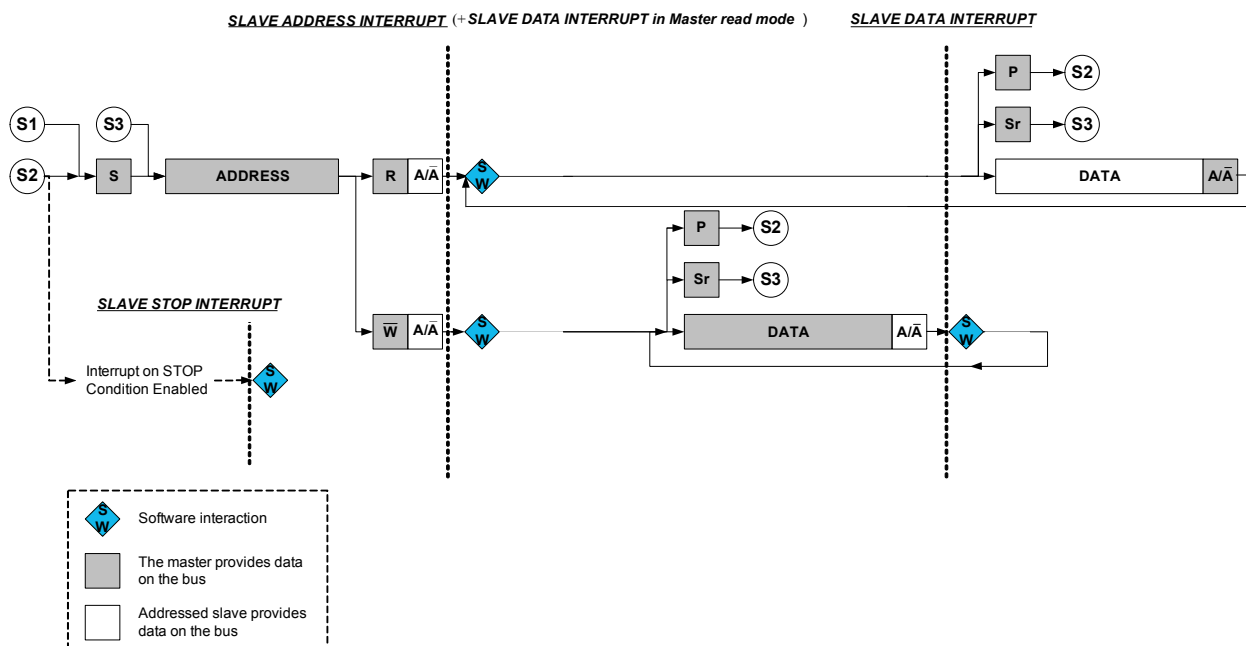 SLAVE ADDRESS INTERRUPT (+SLAVE DATA INTERRUPT in Master read mode ) SLAVE DATA INTERRUPT
P S2
S1 S3 Sr S3
S2 S ADDRESS R A/A̅ S W DATA A/A̅
P S2
Sr S3
SLAVE STOP INTERRUPT
W̅ A/A̅ S W DATA A/A̅ S W
Interrupt on STOP
Condition Enabled
S W
S W Software interaction
The master provides data
on the bus
Addressed slave provides
data on the bus